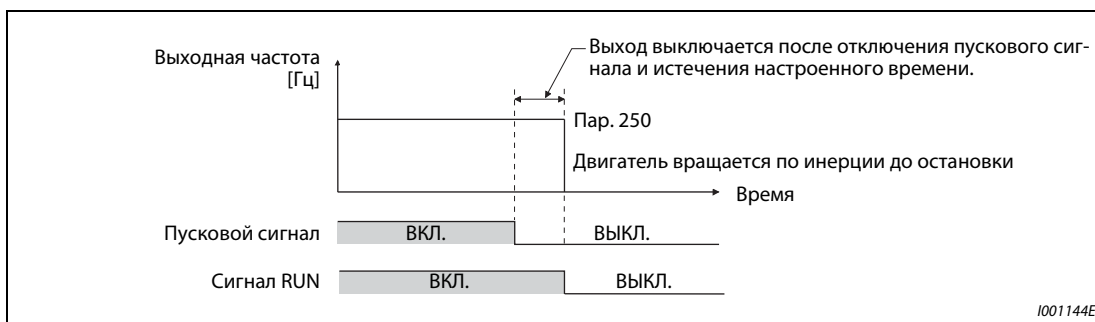 Выходная частота
[Гц]
Выход выключается после отключения пускового сиг-
нала и истечения настроенного времени.
Пар. 250
Двигатель вращается по инерции до остановки
Время
Пусковой сигнал
ВКЛ.
ВЫКЛ.
Сигнал RUN
ВКЛ.
ВЫКЛ.
I001144E